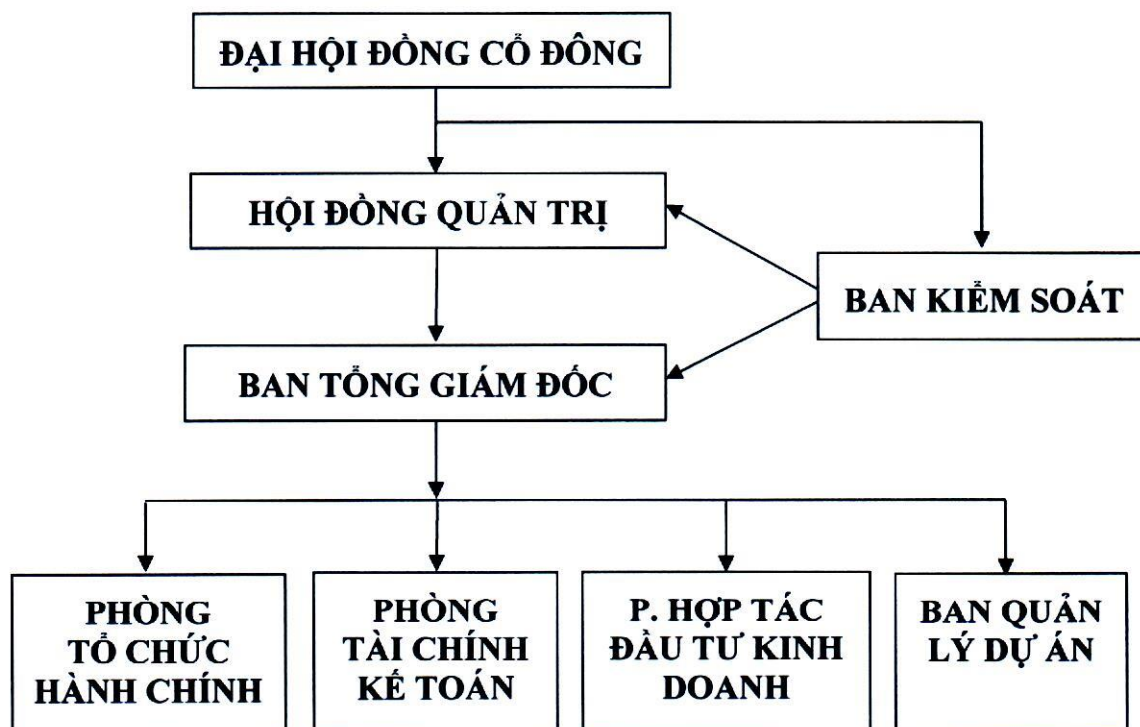 ĐẠI HỘI ĐỒNG CỔ ĐÔNG
HỘI ĐỒNG QUẢN TRỊ
BAN KIỂM SOÁT
BAN TỔNG GIÁM ĐỐC
PHÒNG
TỔ CHỨC
HÀNH CHÍNH
PHÒNG
TÀI CHÍNH
KẾ TOÁN
P. HỢP TÁC
ĐẦU TƯ KINH
DOANH
BAN QUẢN
LÝ DỰ ÁN